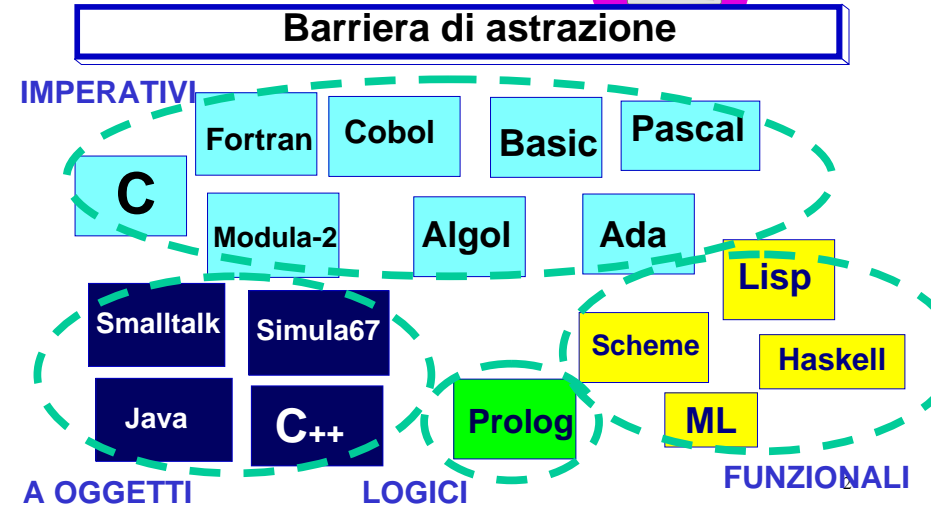 Barriera di astrazione
IMPERATIVI
Fortran
Cobol
Basic
Pascal
C
Modula-2
Algol
Ada
Lisp
Smalltalk
Simula67
Scheme
Haskell
Java
C++
Prolog
ML
A OGGETTI
LOGICI
FUNZIONALI
2